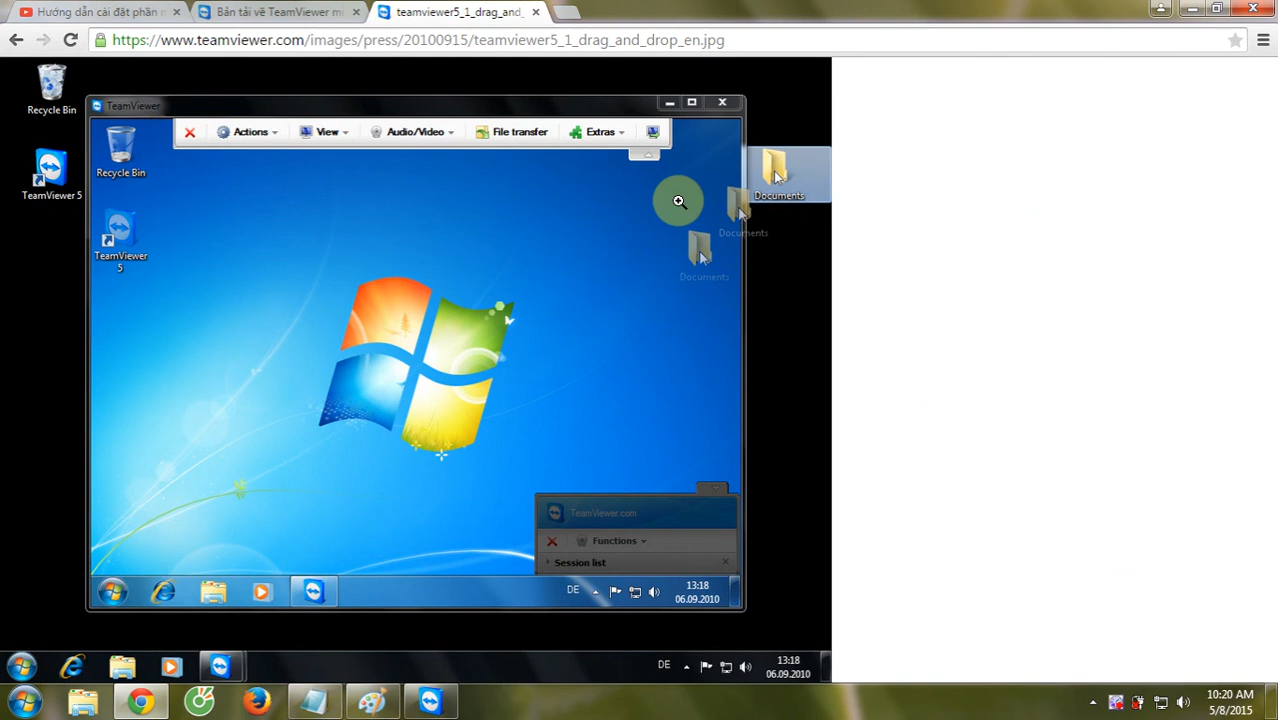 Hướng dẫn cài đặt phần m
Bản tải về TeamViewer mi
teamviewer5_1_drag_and_
https://www.teamviewer.com/images/press/20100915/teamviewer5_1_drag_and_drop_en.jpg
Recycle Bin
TeamViewer 5
TeamViewer
Actions
View
Audio/Video
File transfer
Extras
Recycle Bin
TeamViewer
5
Documents
Documents
Documents
TeamViewer.com
Functions
Session list
DE
13:18
06.09.2010
DE
13:18
06.09.2010
10:20 AM
5/8/2015